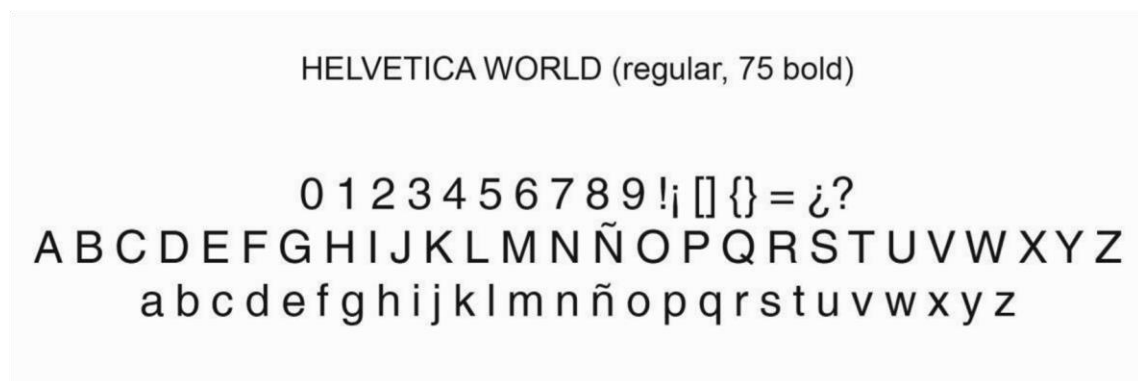 HELVETICA WORLD (regular, 75 bold)
0 1 2 3 4 5 6 7 8 9 !¡ [] {} = ¿?
A B C D E F G H I J K L M N Ñ O P Q R S T U V W X Y Z
a b c d e f g h i j k l m n ñ o p q r s t u v w x y z